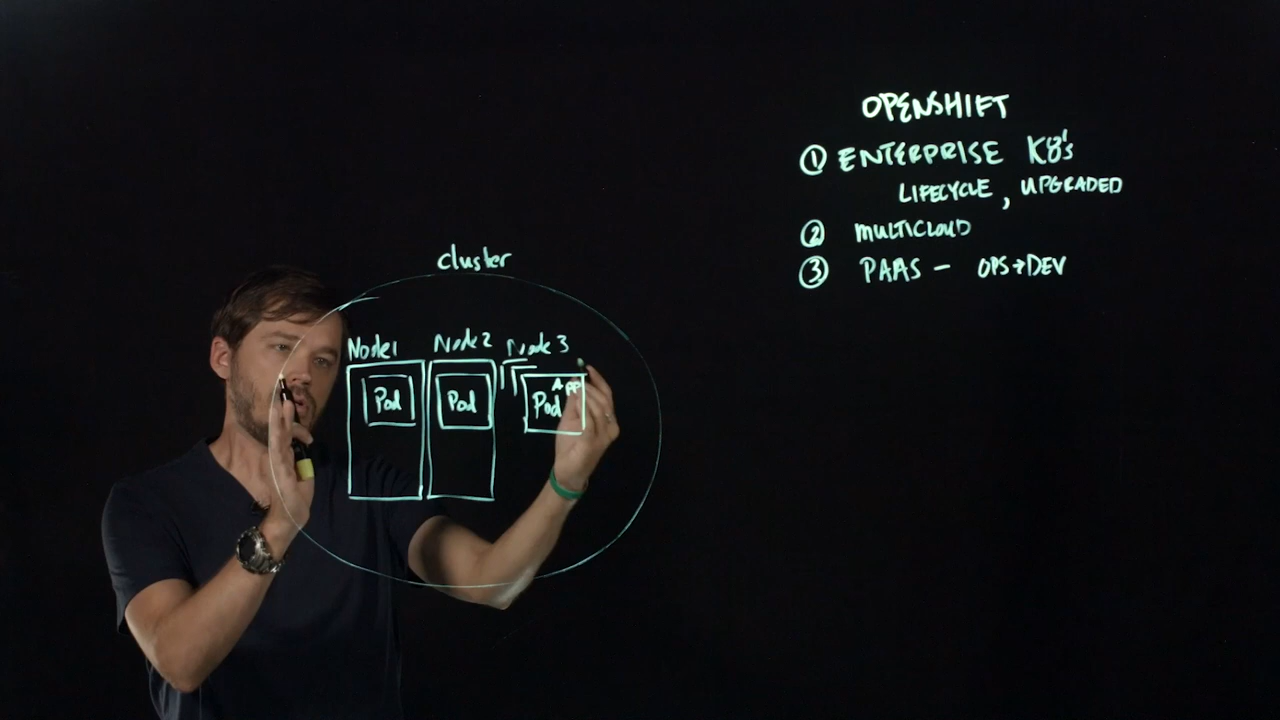 OPENSHIFT
① ENTERPRISE K8's
LIFECYCLE, UPGRADED
② MULTICLOUD
③ PAAS - OPS→DEV
cluster
Node1 Node2 Node3
Pod Pod Pod APP